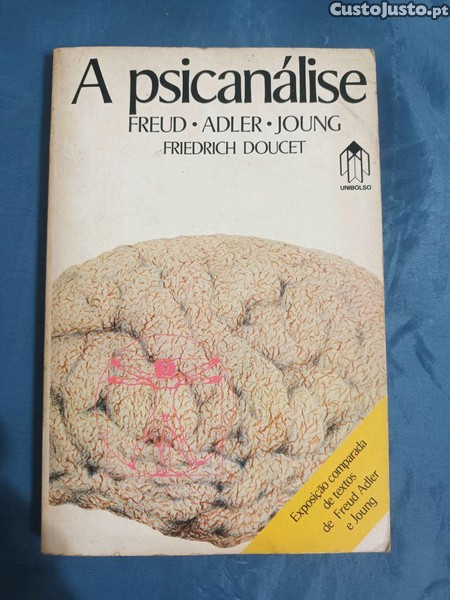 CustoJusto.pt
A psicanálise
FREUD • ADLER • JOUNG
FRIEDRICH DOUCET
UNIBOLSO
Exposição comparada
de textos
de Freud Adler
e Joung